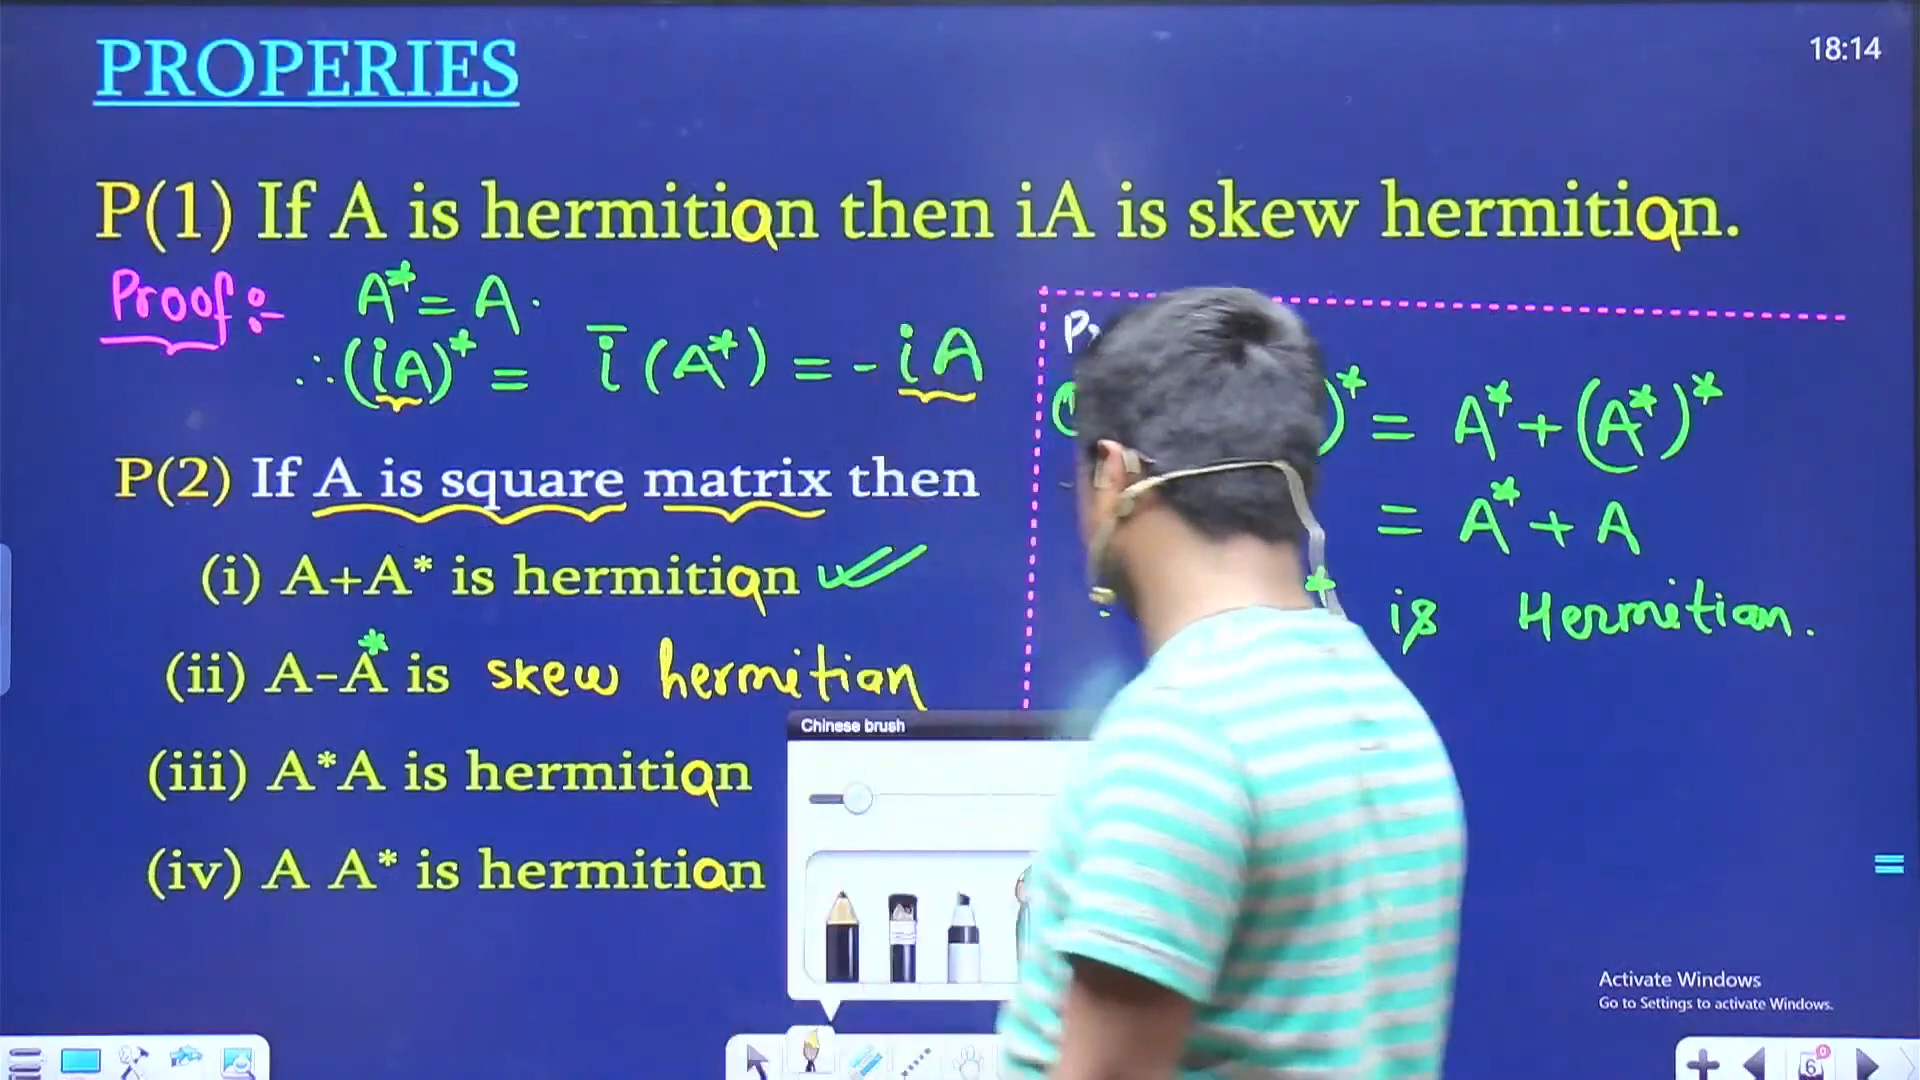 PROPERIES
18:14
P(1) If A is hermitian then iA is skew hermitian.
Proof:- A* = A.
∴ (iA)* = i̅ (A*) = - iA
P(2) If A is square matrix then
(i) A+A* is hermitian
(ii) A-A* is skew hermitian
(iii) A*A is hermitian
(iv) A A* is hermitian
)* = A* + (A*)*
= A* + A
* is Hermitian.
Chinese brush
Activate Windows
Go to Settings to activate Windows.
6
0